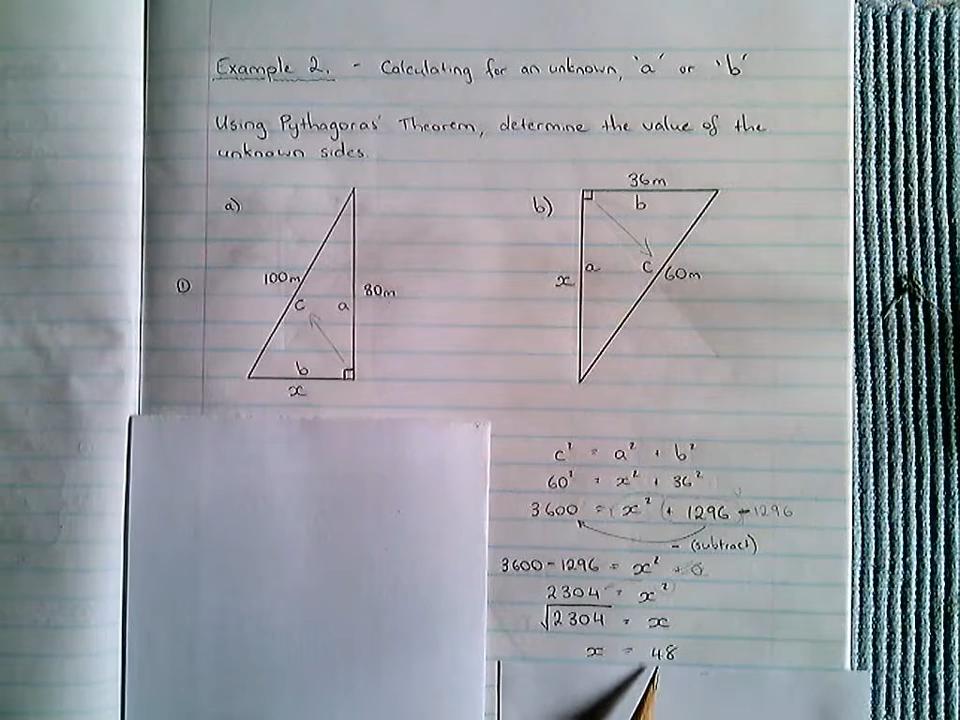 Example 2. - Calculating for an unknown, 'a' or 'b'
Using Pythagoras' Theorem, determine the value of the
unknown sides.
a)
①
100m
c
a
80m
b
x
b)
36m
b
x
a
c
60m
c² = a² + b²
60² = x² + 36²
3600 = x² (+ 1296 - 1296
- (subtract)
3600 - 1296 = x² + 0
2304 = x²
√2304 = x
x = 48